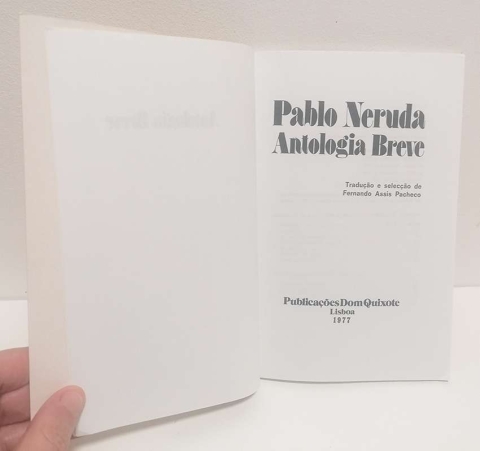 Pablo Neruda
Antologia Breve
Tradução e selecção de
Fernando Assis Pacheco
Publicações Dom Quixote
Lisboa
1977